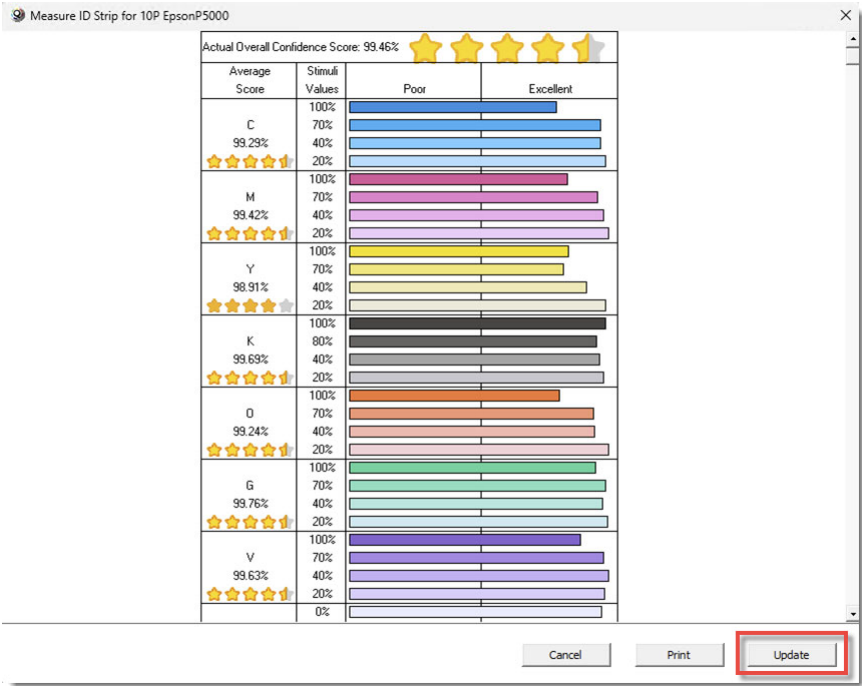 Measure ID Strip for 10P EpsonP5000
Actual Overall Confidence Score: 99.46%
Average Score
Stimuli Values
Poor
Excellent
C
99.29%
100%
70%
40%
20%
M
99.42%
100%
70%
40%
20%
Y
98.91%
100%
70%
40%
20%
K
99.69%
100%
80%
40%
20%
O
99.24%
100%
70%
40%
20%
G
99.76%
100%
70%
40%
20%
V
99.63%
100%
70%
40%
20%
0%
Cancel
Print
Update